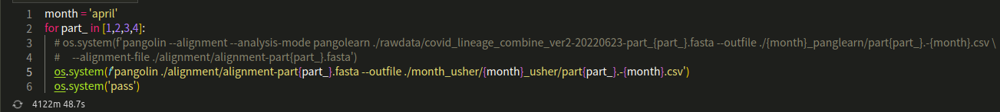 1 month = 'april'
2 for part_ in [1,2,3,4]:
3 # os.system(f'pangolin --alignment --analysis-mode pangolearn ./rawdata/covid_lineage_combine_ver2-20220623-part_{part_}.fasta --outfile ./{month}_panglearn/part{part_}.-{month}.csv \
4 # --alignment-file ./alignment/alignment-part{part_}.fasta')
5 os.system(f'pangolin ./alignment/alignment-part{part_}.fasta --outfile ./month_usher/{month}_usher/part{part_}.-{month}.csv')
6 os.system('pass')
4122m 48.7s